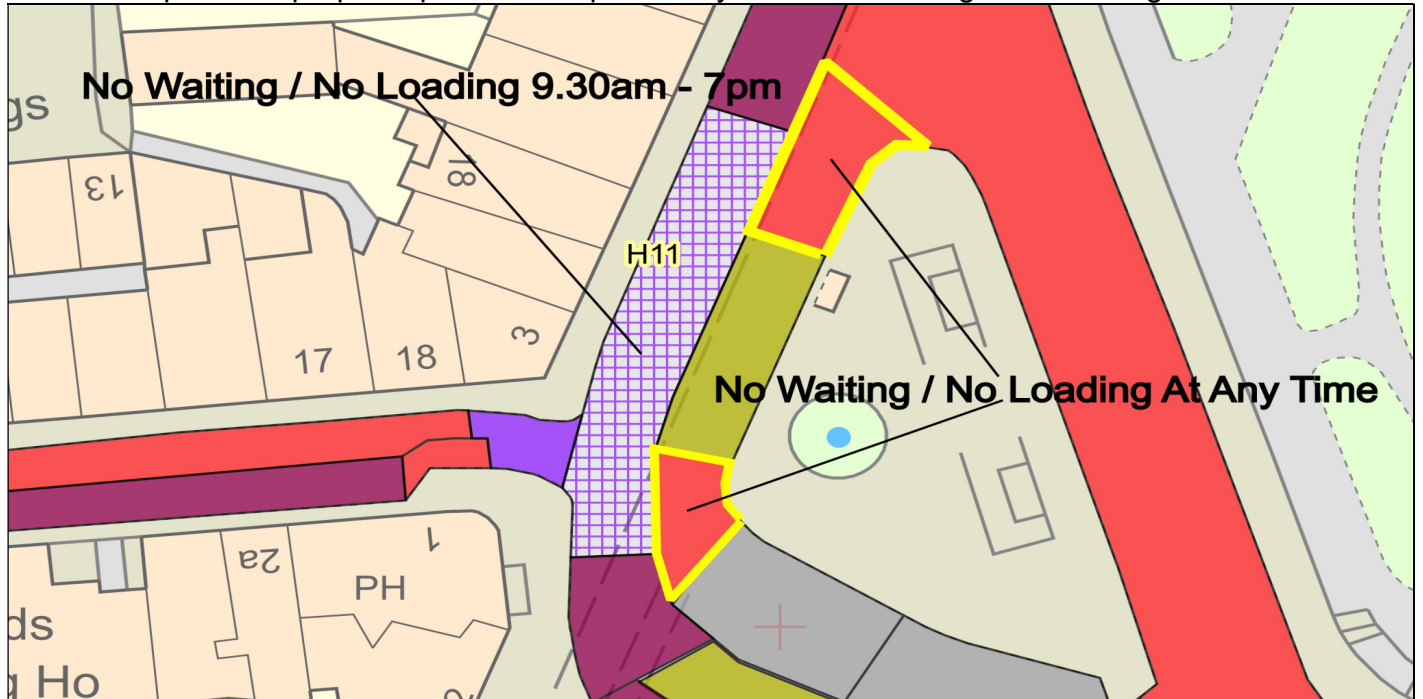 No Waiting / No Loading 9.30am - 7pm
gs
13
18
H11
3
17
18
No Waiting / No Loading At Any Time
2a
1
PH
ds
g Ho